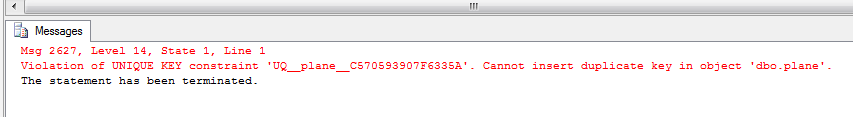 Messages
Msg 2627, Level 14, State 1, Line 1
Violation of UNIQUE KEY constraint 'UQ__plane__C570593907F6335A'. Cannot insert duplicate key in object 'dbo.plane'.
The statement has been terminated.